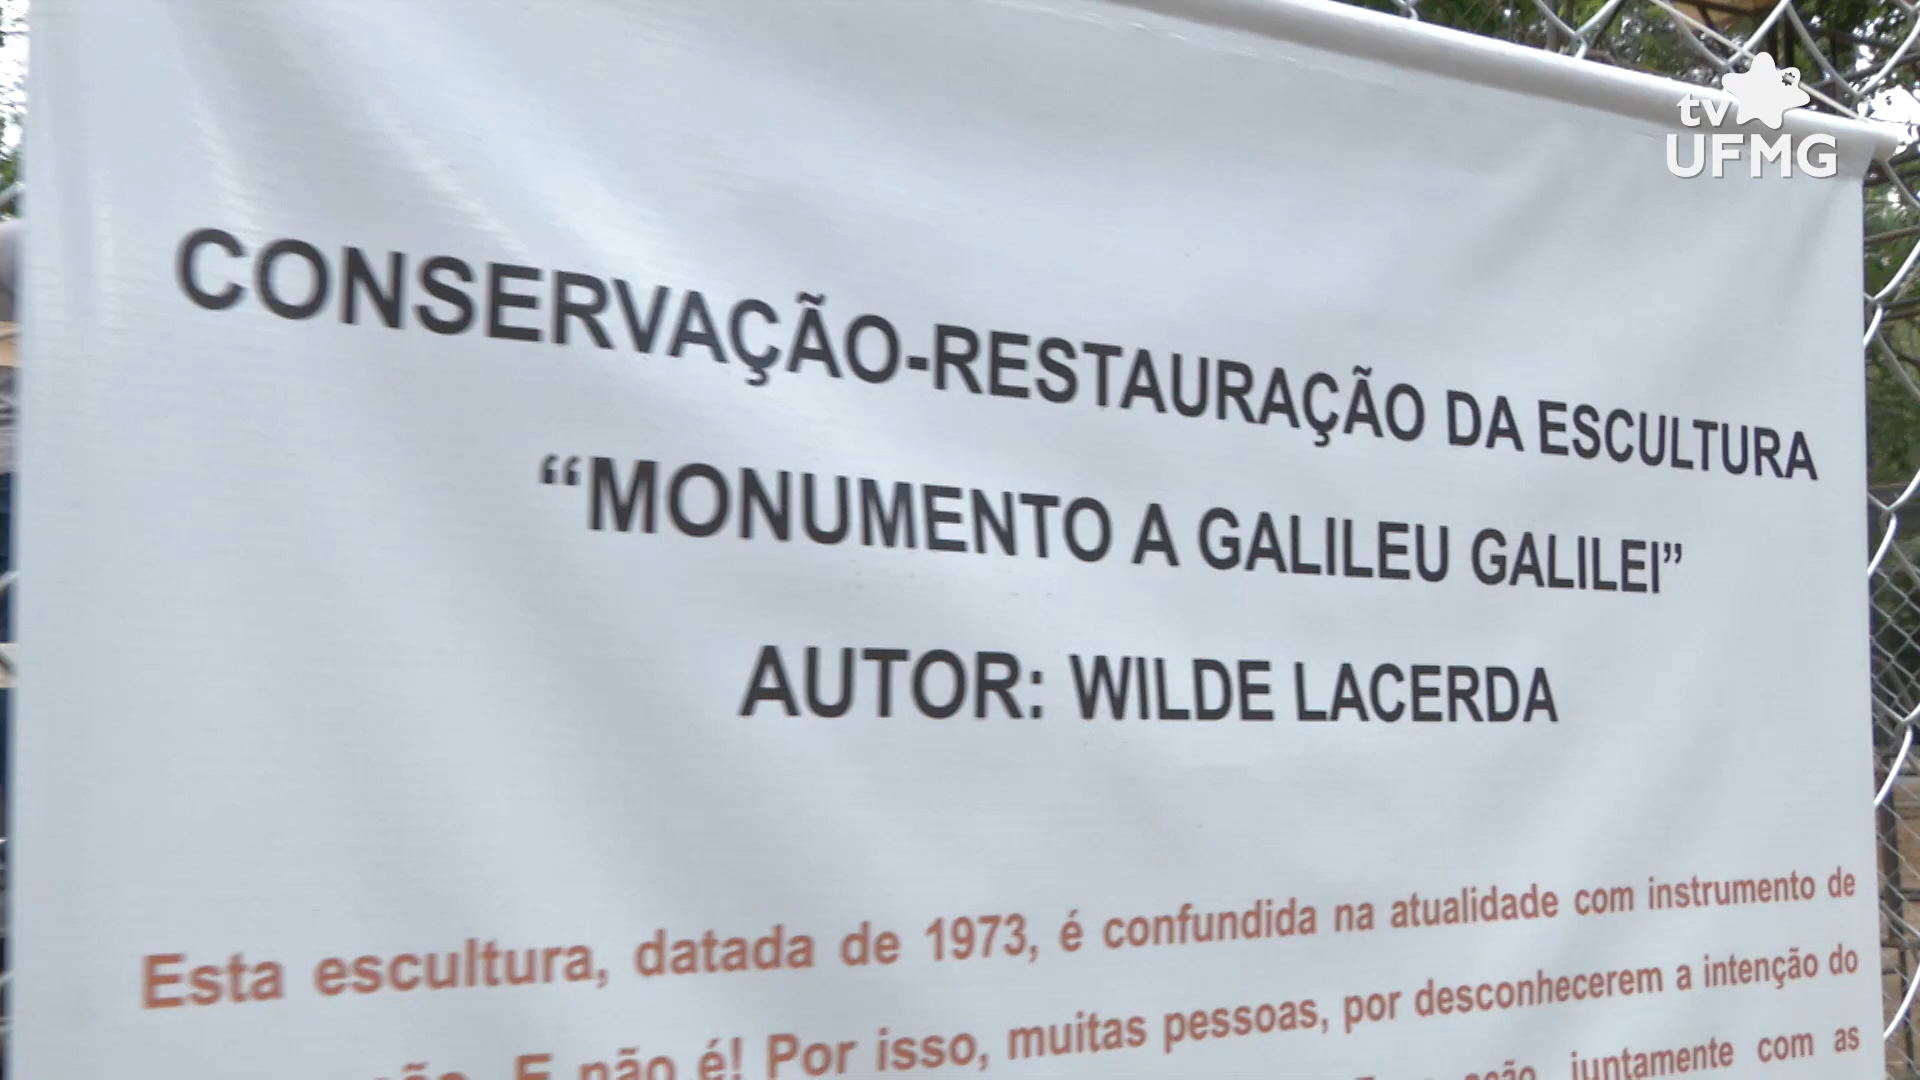 tv
UFMG
CONSERVAÇÃO-RESTAURAÇÃO DA ESCULTURA
“MONUMENTO A GALILEU GALILEI”
AUTOR: WILDE LACERDA
Esta escultura, datada de 1973, é confundida na atualidade com instrumento de
E não é! Por isso, muitas pessoas, por desconhecerem a intenção do
juntamente com as